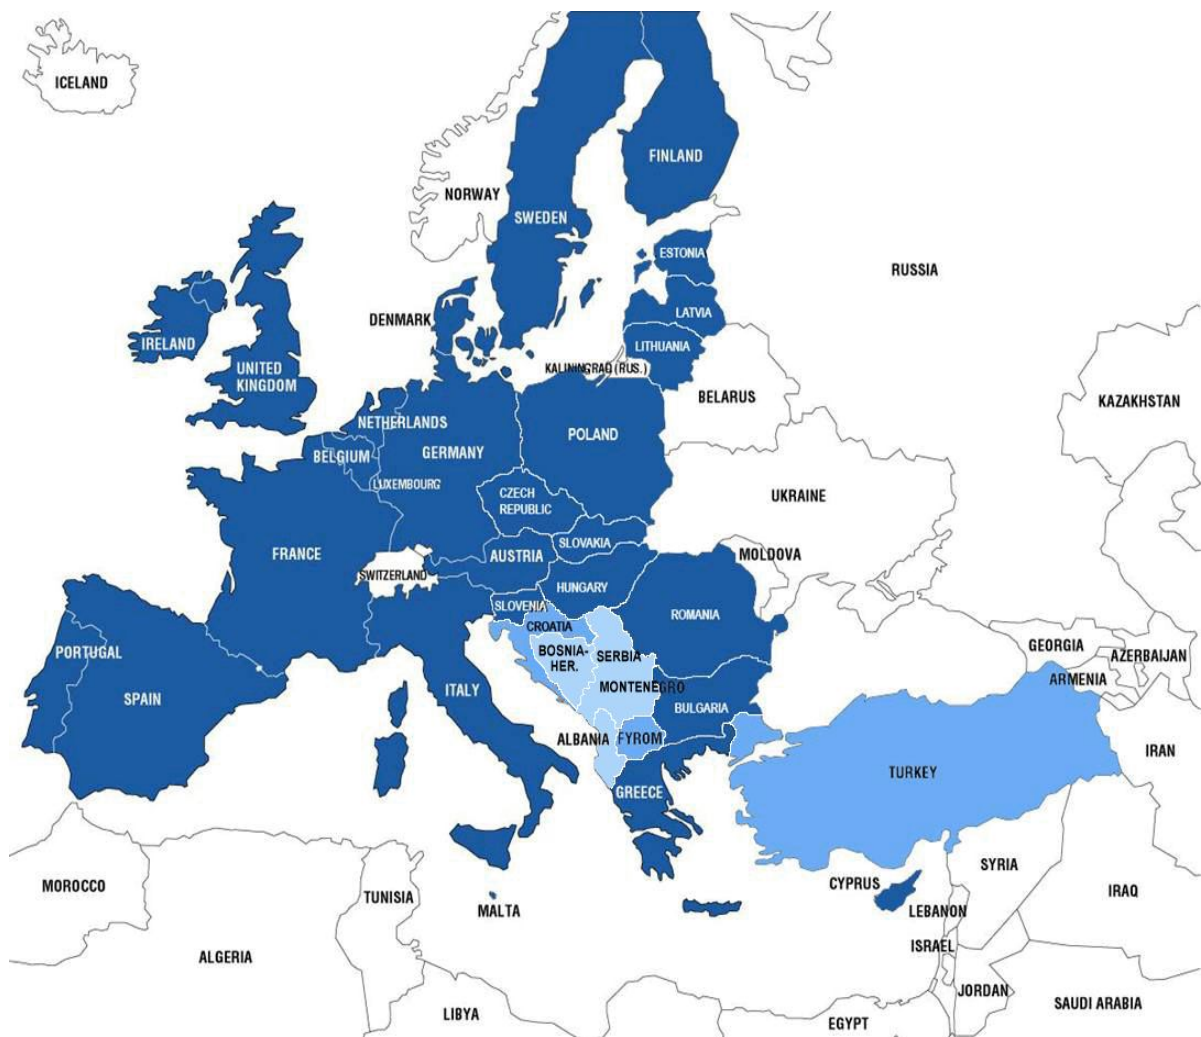 ICELAND
FINLAND
NORWAY
SWEDEN
ESTONIA
RUSSIA
LATVIA
DENMARK
IRELAND
LITHUANIA
UNITED
KINGDOM
KALININGRAD (RUS.)
BELARUS
KAZAKHSTAN
NETHERLANDS
POLAND
BELGIUM
GERMANY
LUXEMBOURG
CZECH
REPUBLIC
UKRAINE
SLOVAKIA
FRANCE
AUSTRIA
MOLDOVA
SWITZERLAND
HUNGARY
SLOVENIA
ROMANIA
CROATIA
PORTUGAL
BOSNIA-
HER.
SERBIA
GEORGIA
AZERBAIJAN
ARMENIA
SPAIN
ITALY
MONTENEGRO
BULGARIA
ALBANIA
FYROM
IRAN
TURKEY
GREECE
MOROCCO
TUNISIA
MALTA
CYPRUS
SYRIA
IRAQ
LEBANON
ALGERIA
ISRAEL
JORDAN
SAUDI ARABIA
LIBYA
EGYPT